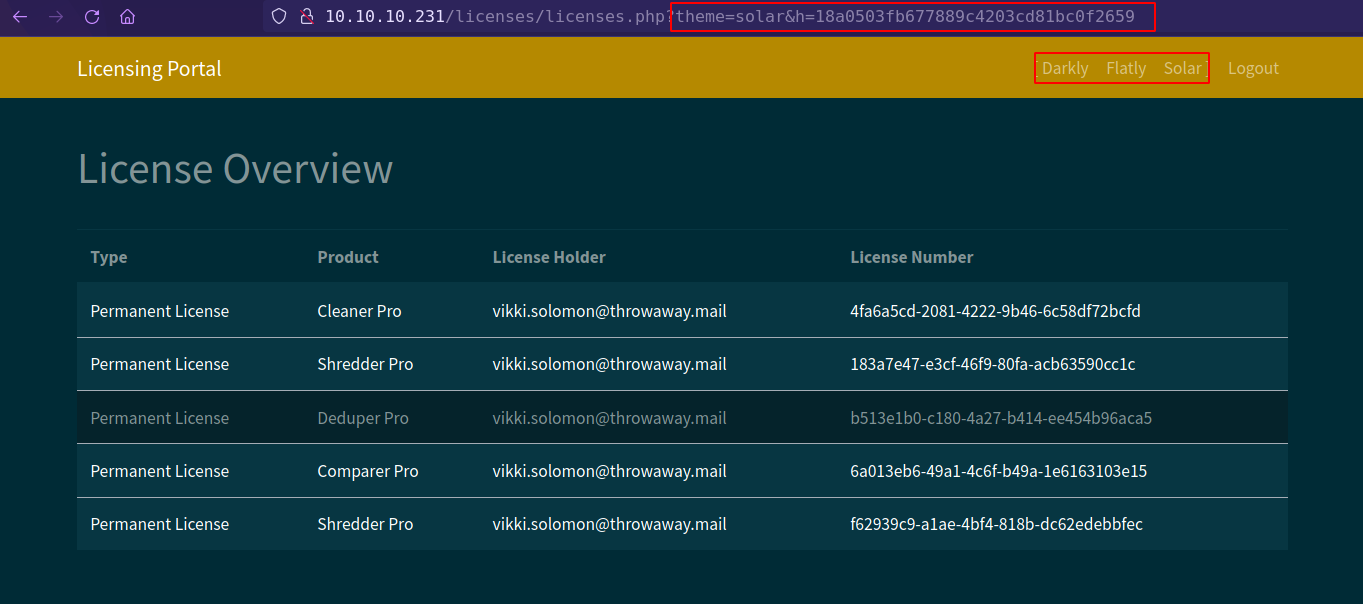 10.10.10.231/licenses/licenses.php?theme=solar&h=18a0503fb677889c4203cd81bc0f2659
Licensing Portal [ Darkly Flatly Solar ] Logout
License Overview
Type Product License Holder License Number
Permanent License Cleaner Pro vikki.solomon@throwaway.mail 4fa6a5cd-2081-4222-9b46-6c58df72bcfd
Permanent License Shredder Pro vikki.solomon@throwaway.mail 183a7e47-e3cf-46f9-80fa-acb63590cc1c
Permanent License Deduper Pro vikki.solomon@throwaway.mail b513e1b0-c180-4a27-b414-ee454b96aca5
Permanent License Comparer Pro vikki.solomon@throwaway.mail 6a013eb6-49a1-4c6f-b49a-1e6163103e15
Permanent License Shredder Pro vikki.solomon@throwaway.mail f62939c9-a1ae-4bf4-818b-dc62edebbfec